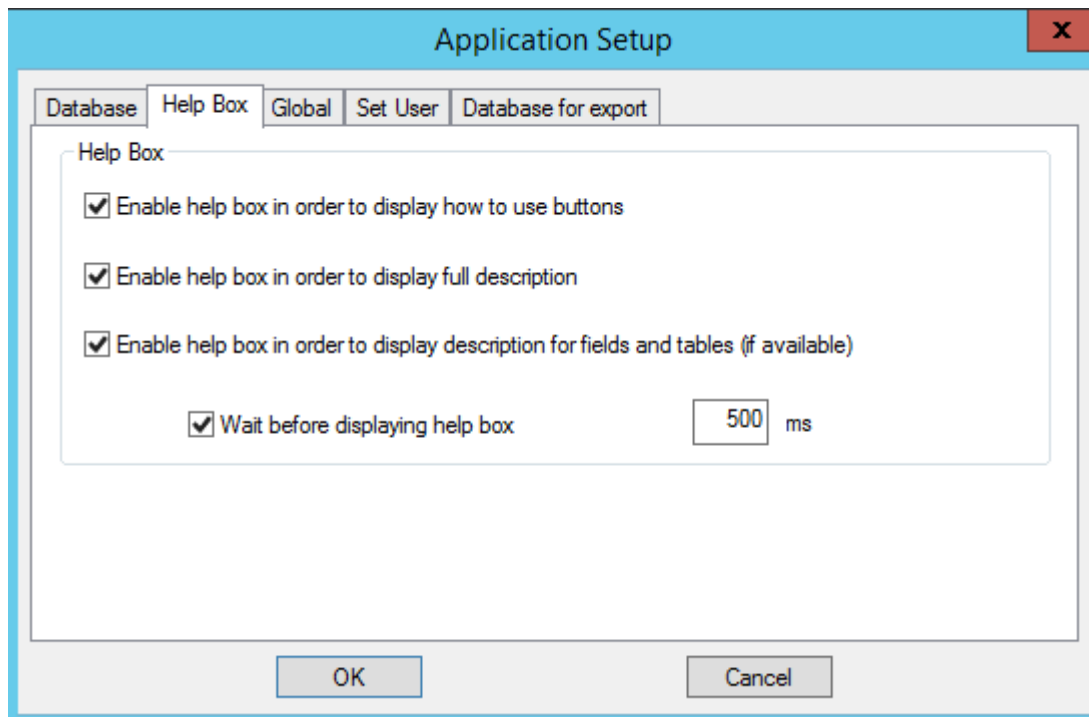 Application Setup
x
Database Help Box Global Set User Database for export
Help Box
Enable help box in order to display how to use buttons
Enable help box in order to display full description
Enable help box in order to display description for fields and tables (if available)
Wait before displaying help box 500 ms
OK Cancel